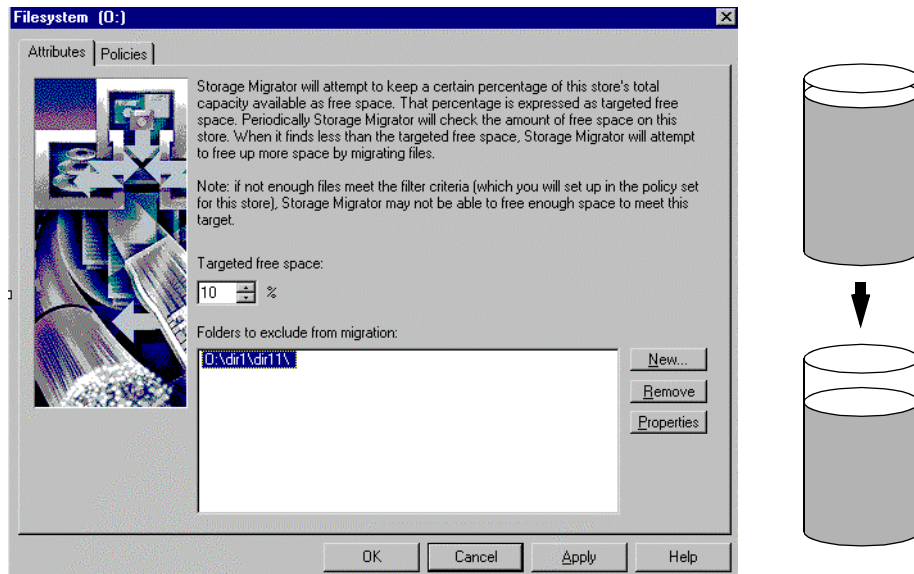 Filesystem (O:)
Attributes
Policies
Storage Migrator will attempt to keep a certain percentage of this store's total
capacity available as free space. That percentage is expressed as targeted free
space. Periodically Storage Migrator will check the amount of free space on this
store. When it finds less than the targeted free space, Storage Migrator will attempt
to free up more space by migrating files.
Note: if not enough files meet the filter criteria (which you will set up in the policy set
for this store), Storage Migrator may not be able to free enough space to meet this
target.
Targeted free space:
10 %
Folders to exclude from migration:
O:\dir1\dir11\
New...
Remove
Properties
OK
Cancel
Apply
Help